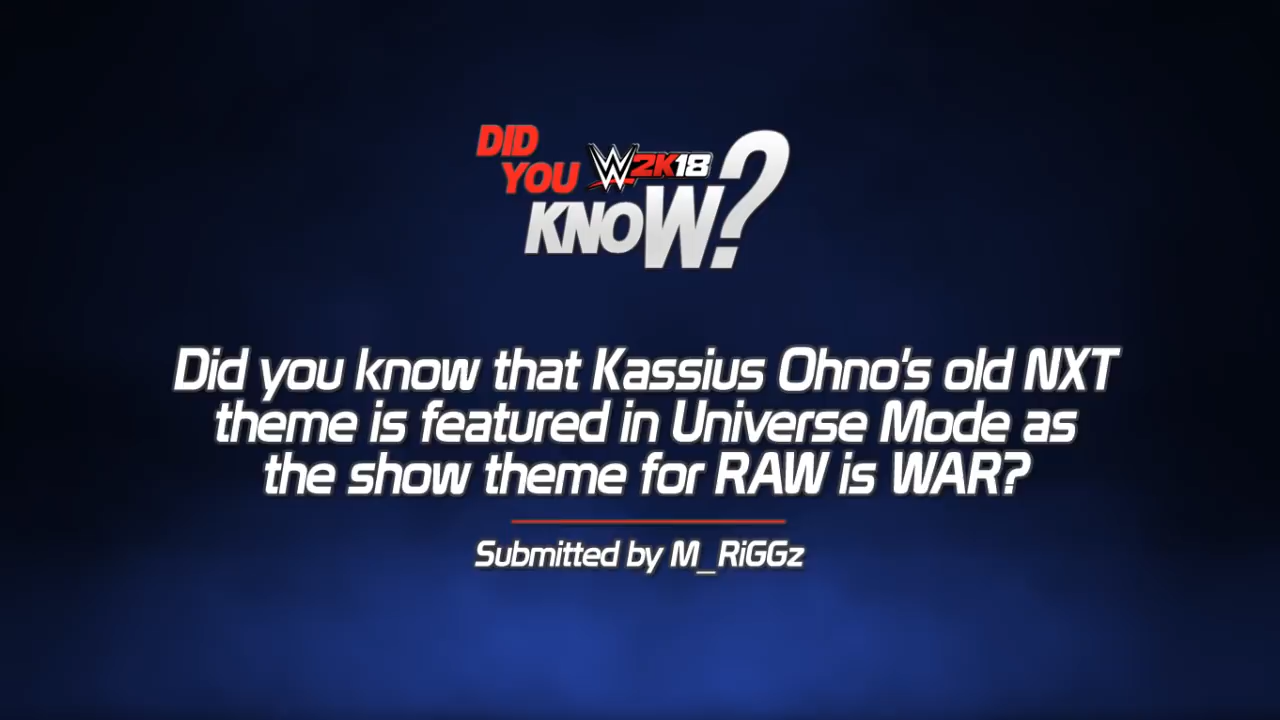 DID
YOU W 2K18
KNOW?
Did you know that Kassius Ohno's old NXT
theme is featured in Universe Mode as
the show theme for RAW is WAR?
Submitted by M_RiGGz